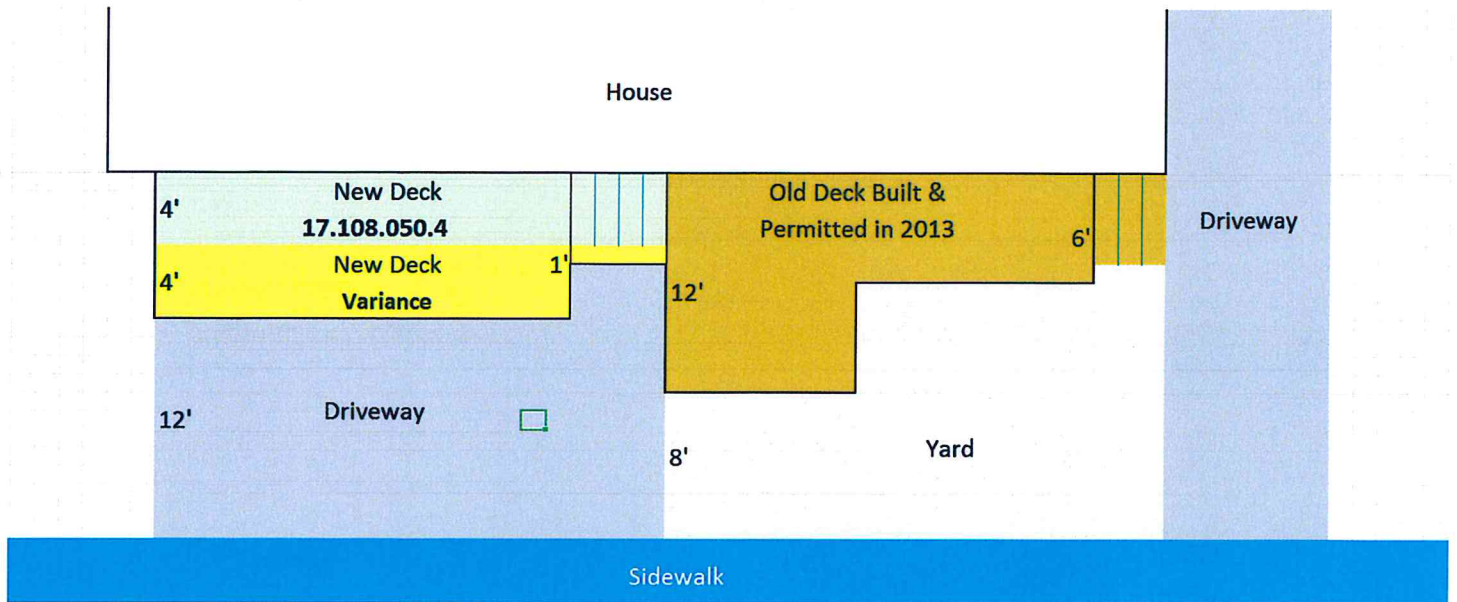 House
4'
New Deck
17.108.050.4
Old Deck Built &
Permitted in 2013
6'
Driveway
4'
New Deck
1'
Variance
12'
12'
Driveway
8'
Yard
Sidewalk